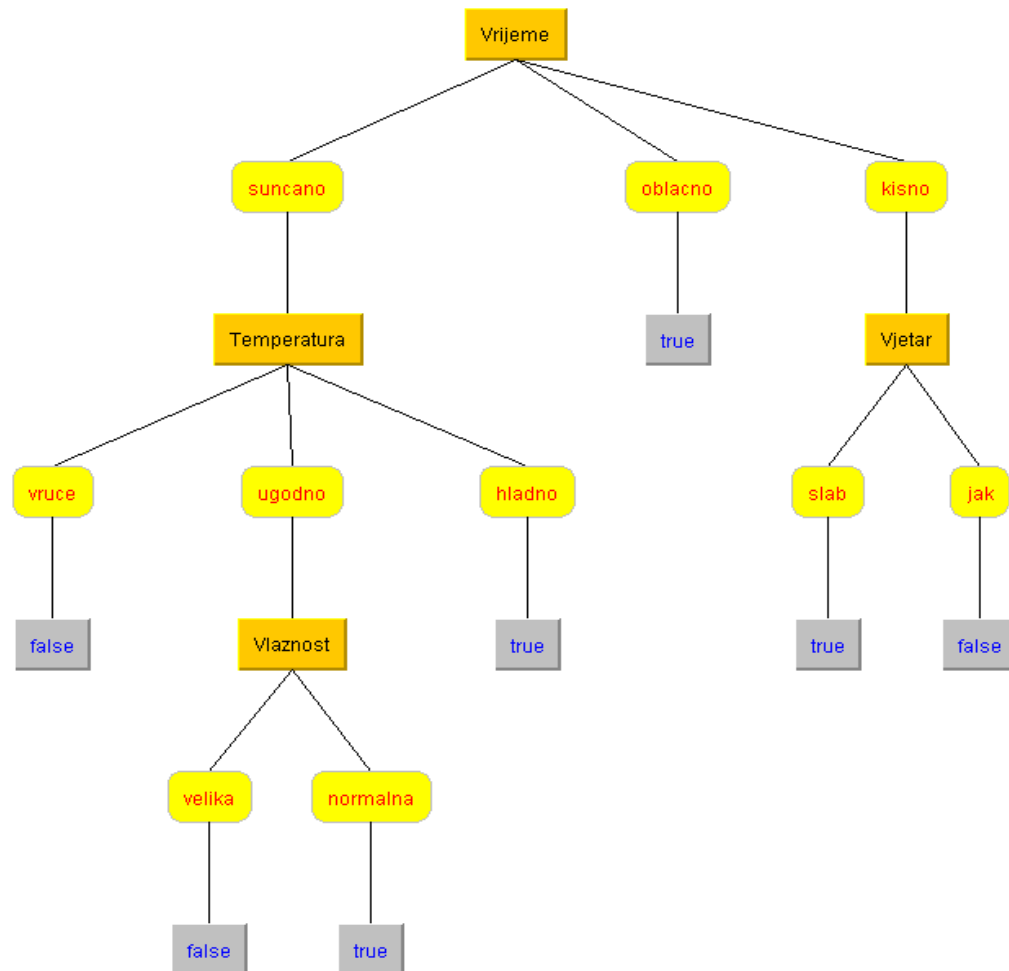 Vrijeme
suncano oblacno kisno
Temperatura true Vjetar
vruce ugodno hladno slab jak
false Vlaznost true true false
velika normalna
false true